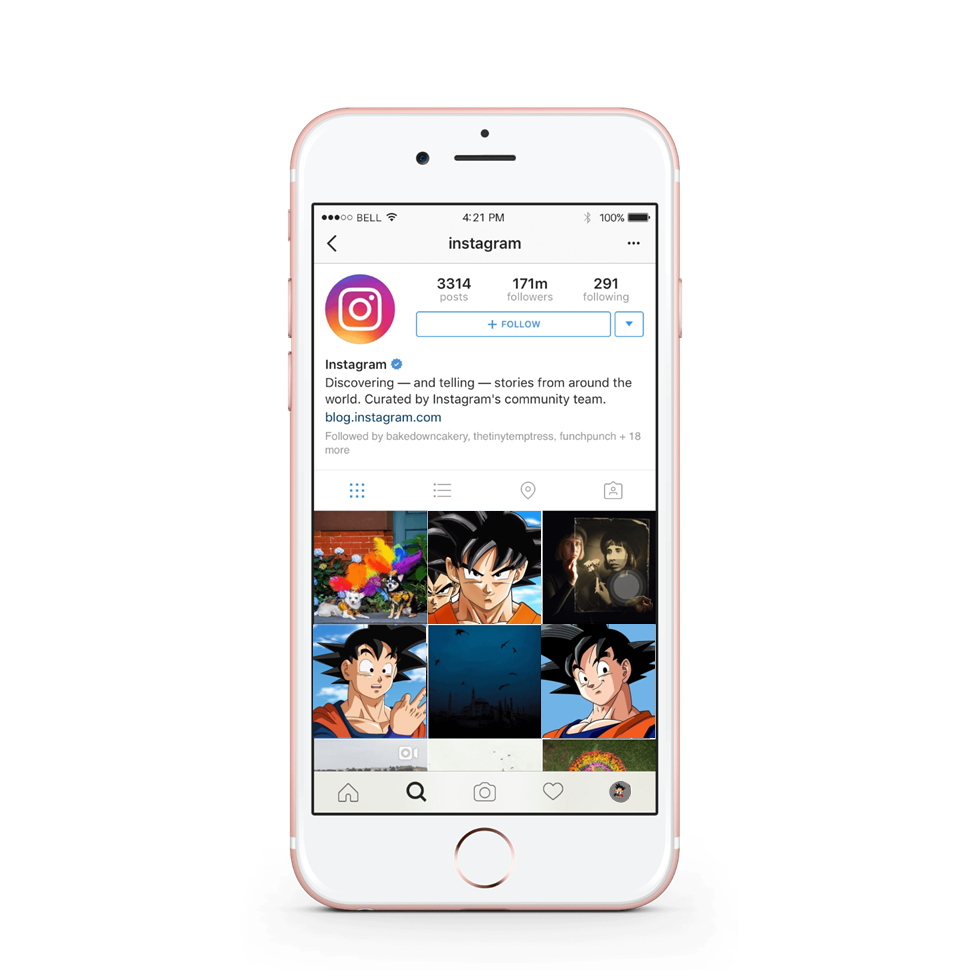 BELL 4:21 PM 100%
instagram
3314 171m 291
posts followers following
+ FOLLOW
Instagram
Discovering — and telling — stories from around the
world. Curated by Instagram's community team.
blog.instagram.com
Followed by bakedowncakery, thetinytemptress, funchpunch + 18
more